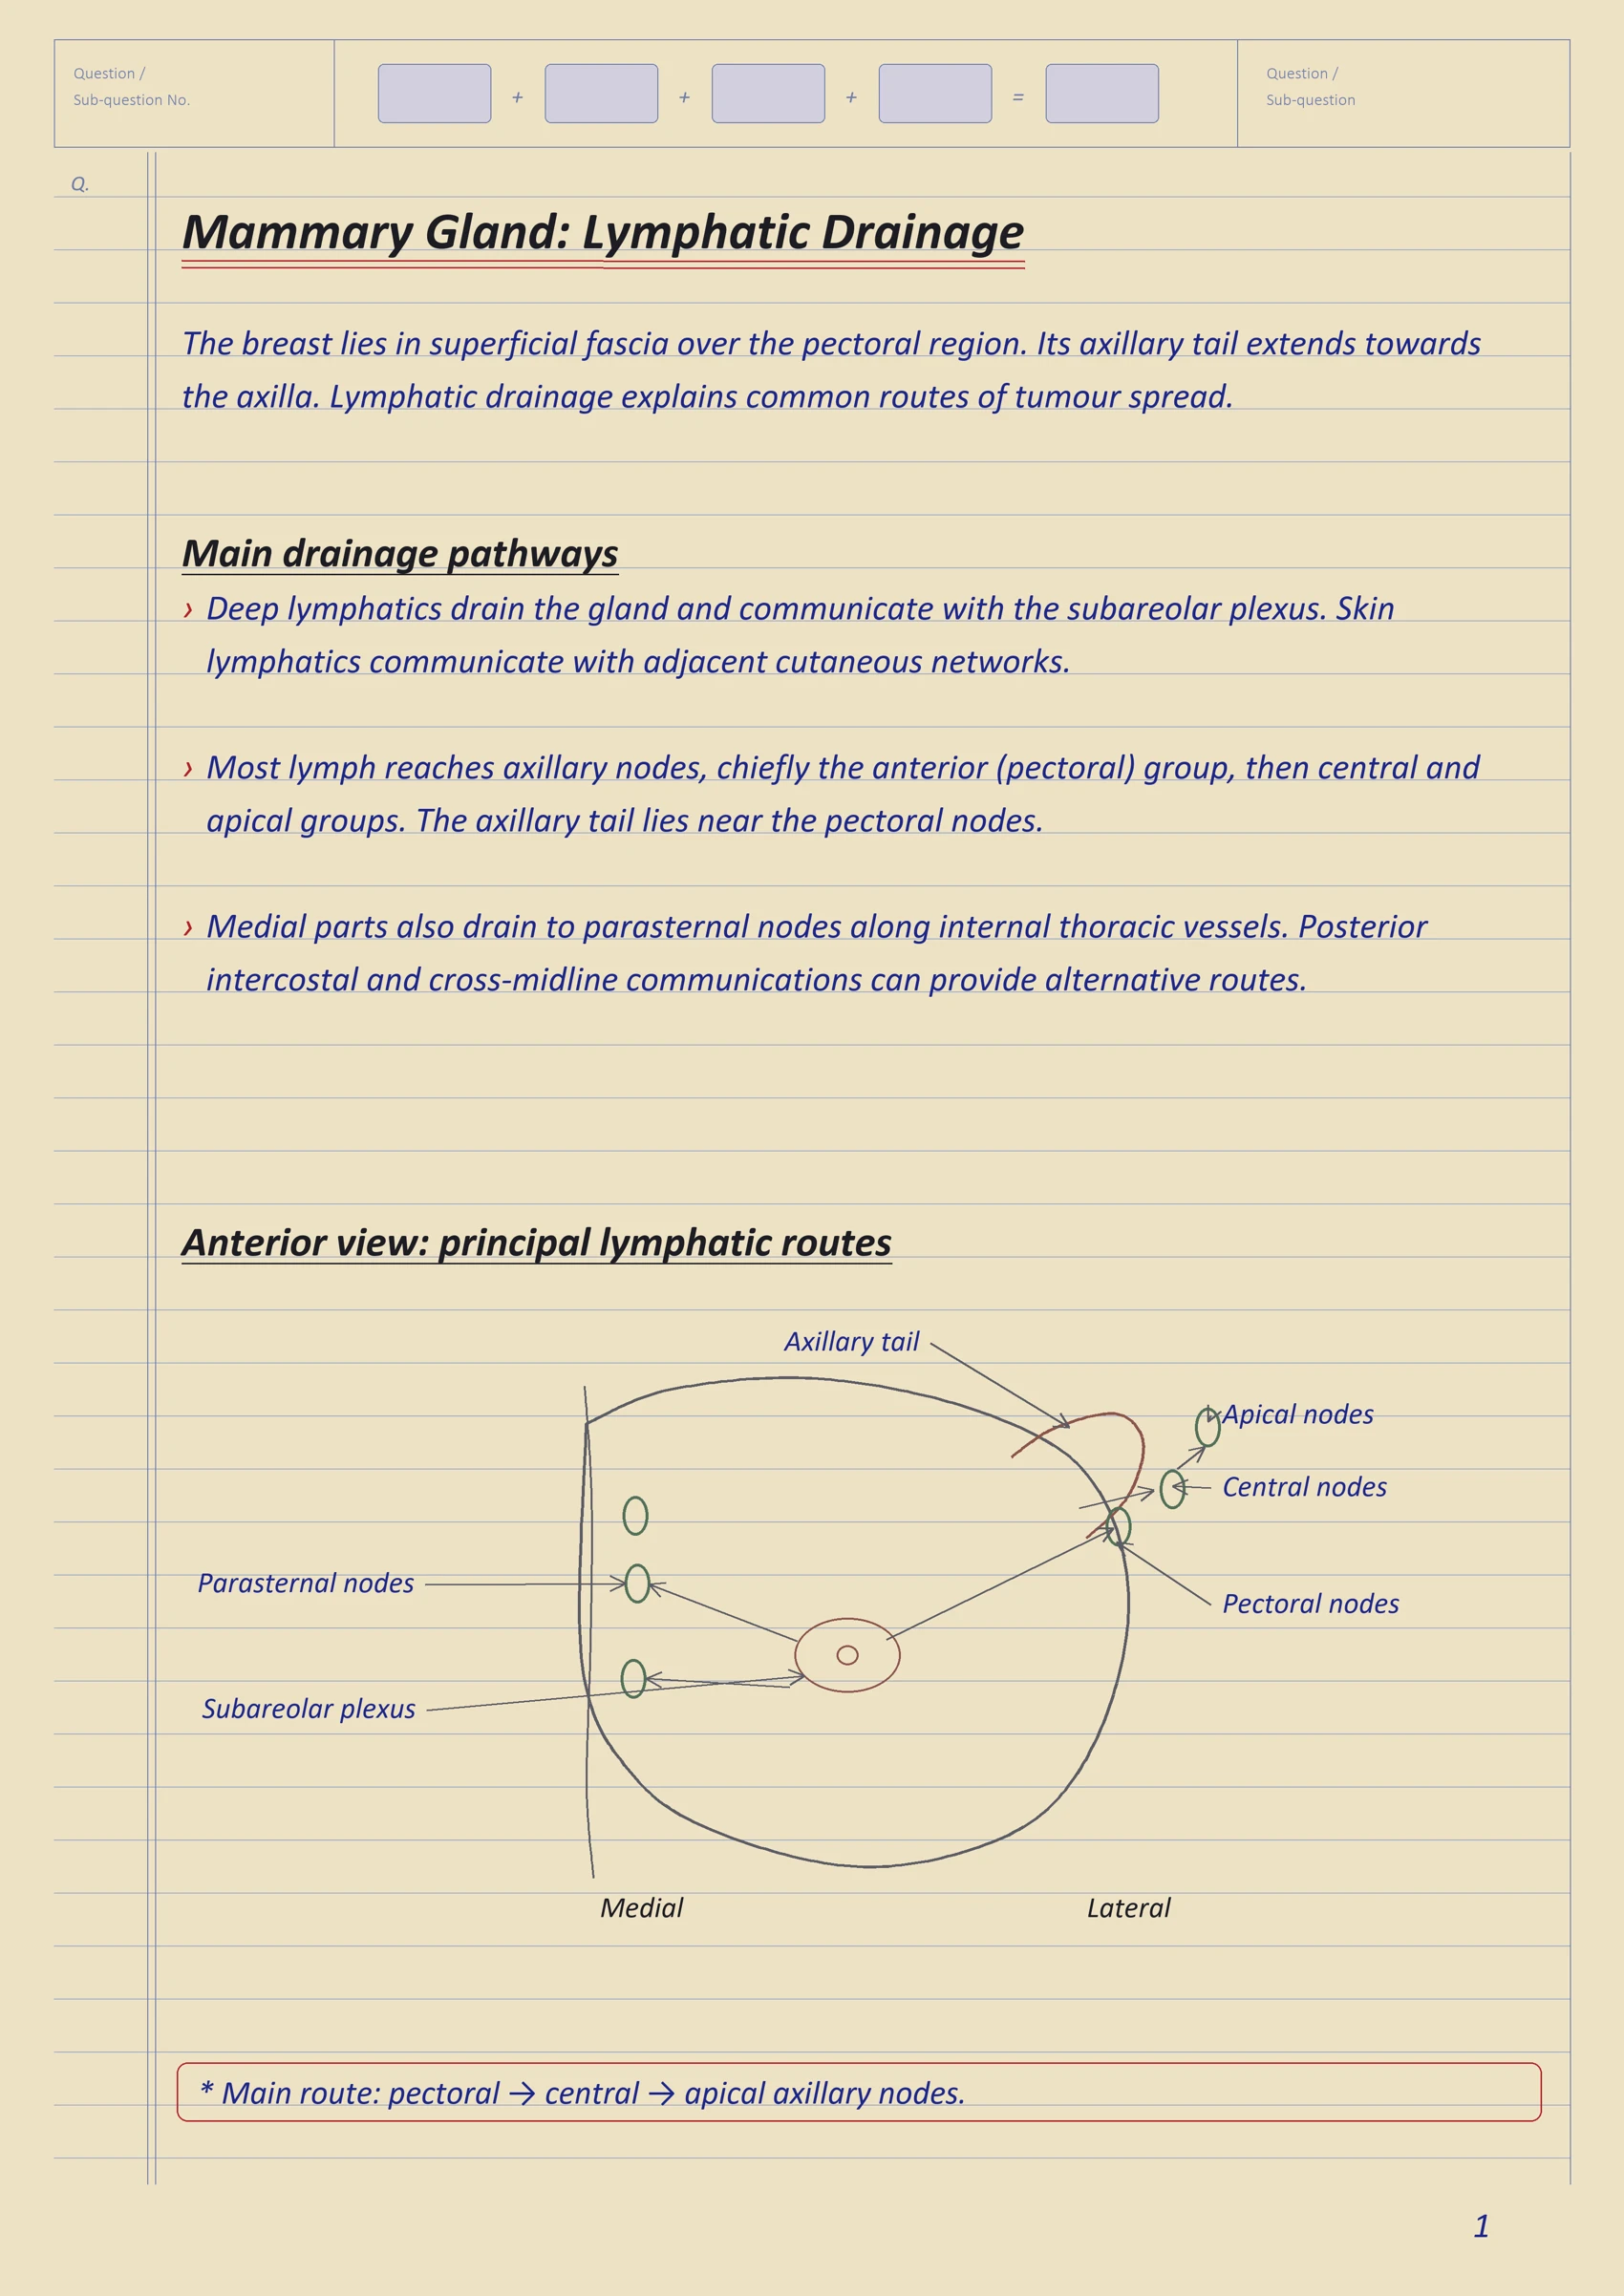 Question /
Sub-question No.
+ + + =
Question /
Sub-question
Q.
Mammary Gland: Lymphatic Drainage
The breast lies in superficial fascia over the pectoral region. Its axillary tail extends towards
the axilla. Lymphatic drainage explains common routes of tumour spread.
Main drainage pathways
› Deep lymphatics drain the gland and communicate with the subareolar plexus. Skin
lymphatics communicate with adjacent cutaneous networks.
› Most lymph reaches axillary nodes, chiefly the anterior (pectoral) group, then central and
apical groups. The axillary tail lies near the pectoral nodes.
› Medial parts also drain to parasternal nodes along internal thoracic vessels. Posterior
intercostal and cross-midline communications can provide alternative routes.
Anterior view: principal lymphatic routes
Axillary tail
Apical nodes
Central nodes
Parasternal nodes
Pectoral nodes
Subareolar plexus
Medial
Lateral
* Main route: pectoral → central → apical axillary nodes.
1